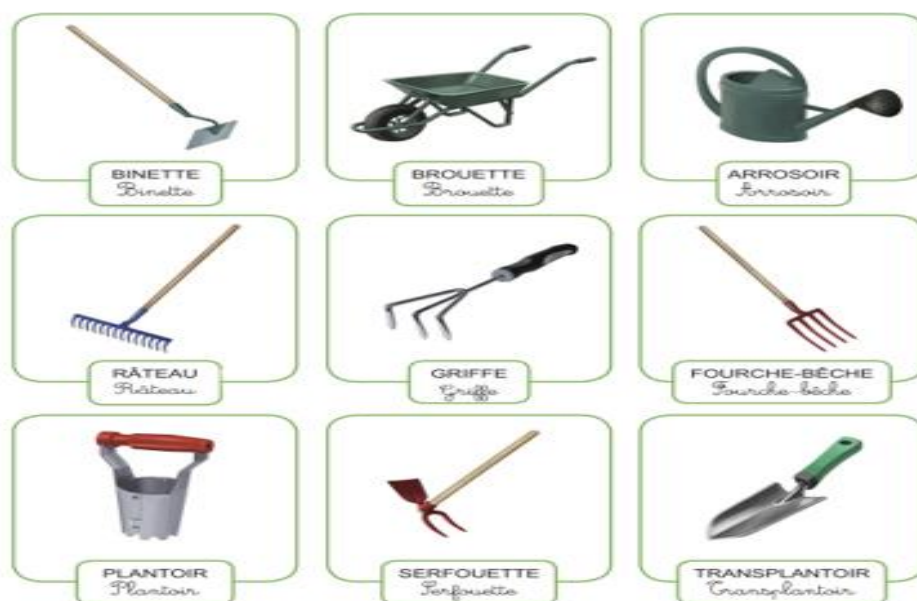 BINETTE
Binette
BROUETTE
Brouette
ARROSOIR
Arrosoir
RÂTEAU
Râteau
GRIFFE
Griffe
FOURCHE-BÊCHE
Fourche-bêche
PLANTOIR
Plantoir
SERFOUETTE
Serfouette
TRANSPLANTOIR
Transplantoir